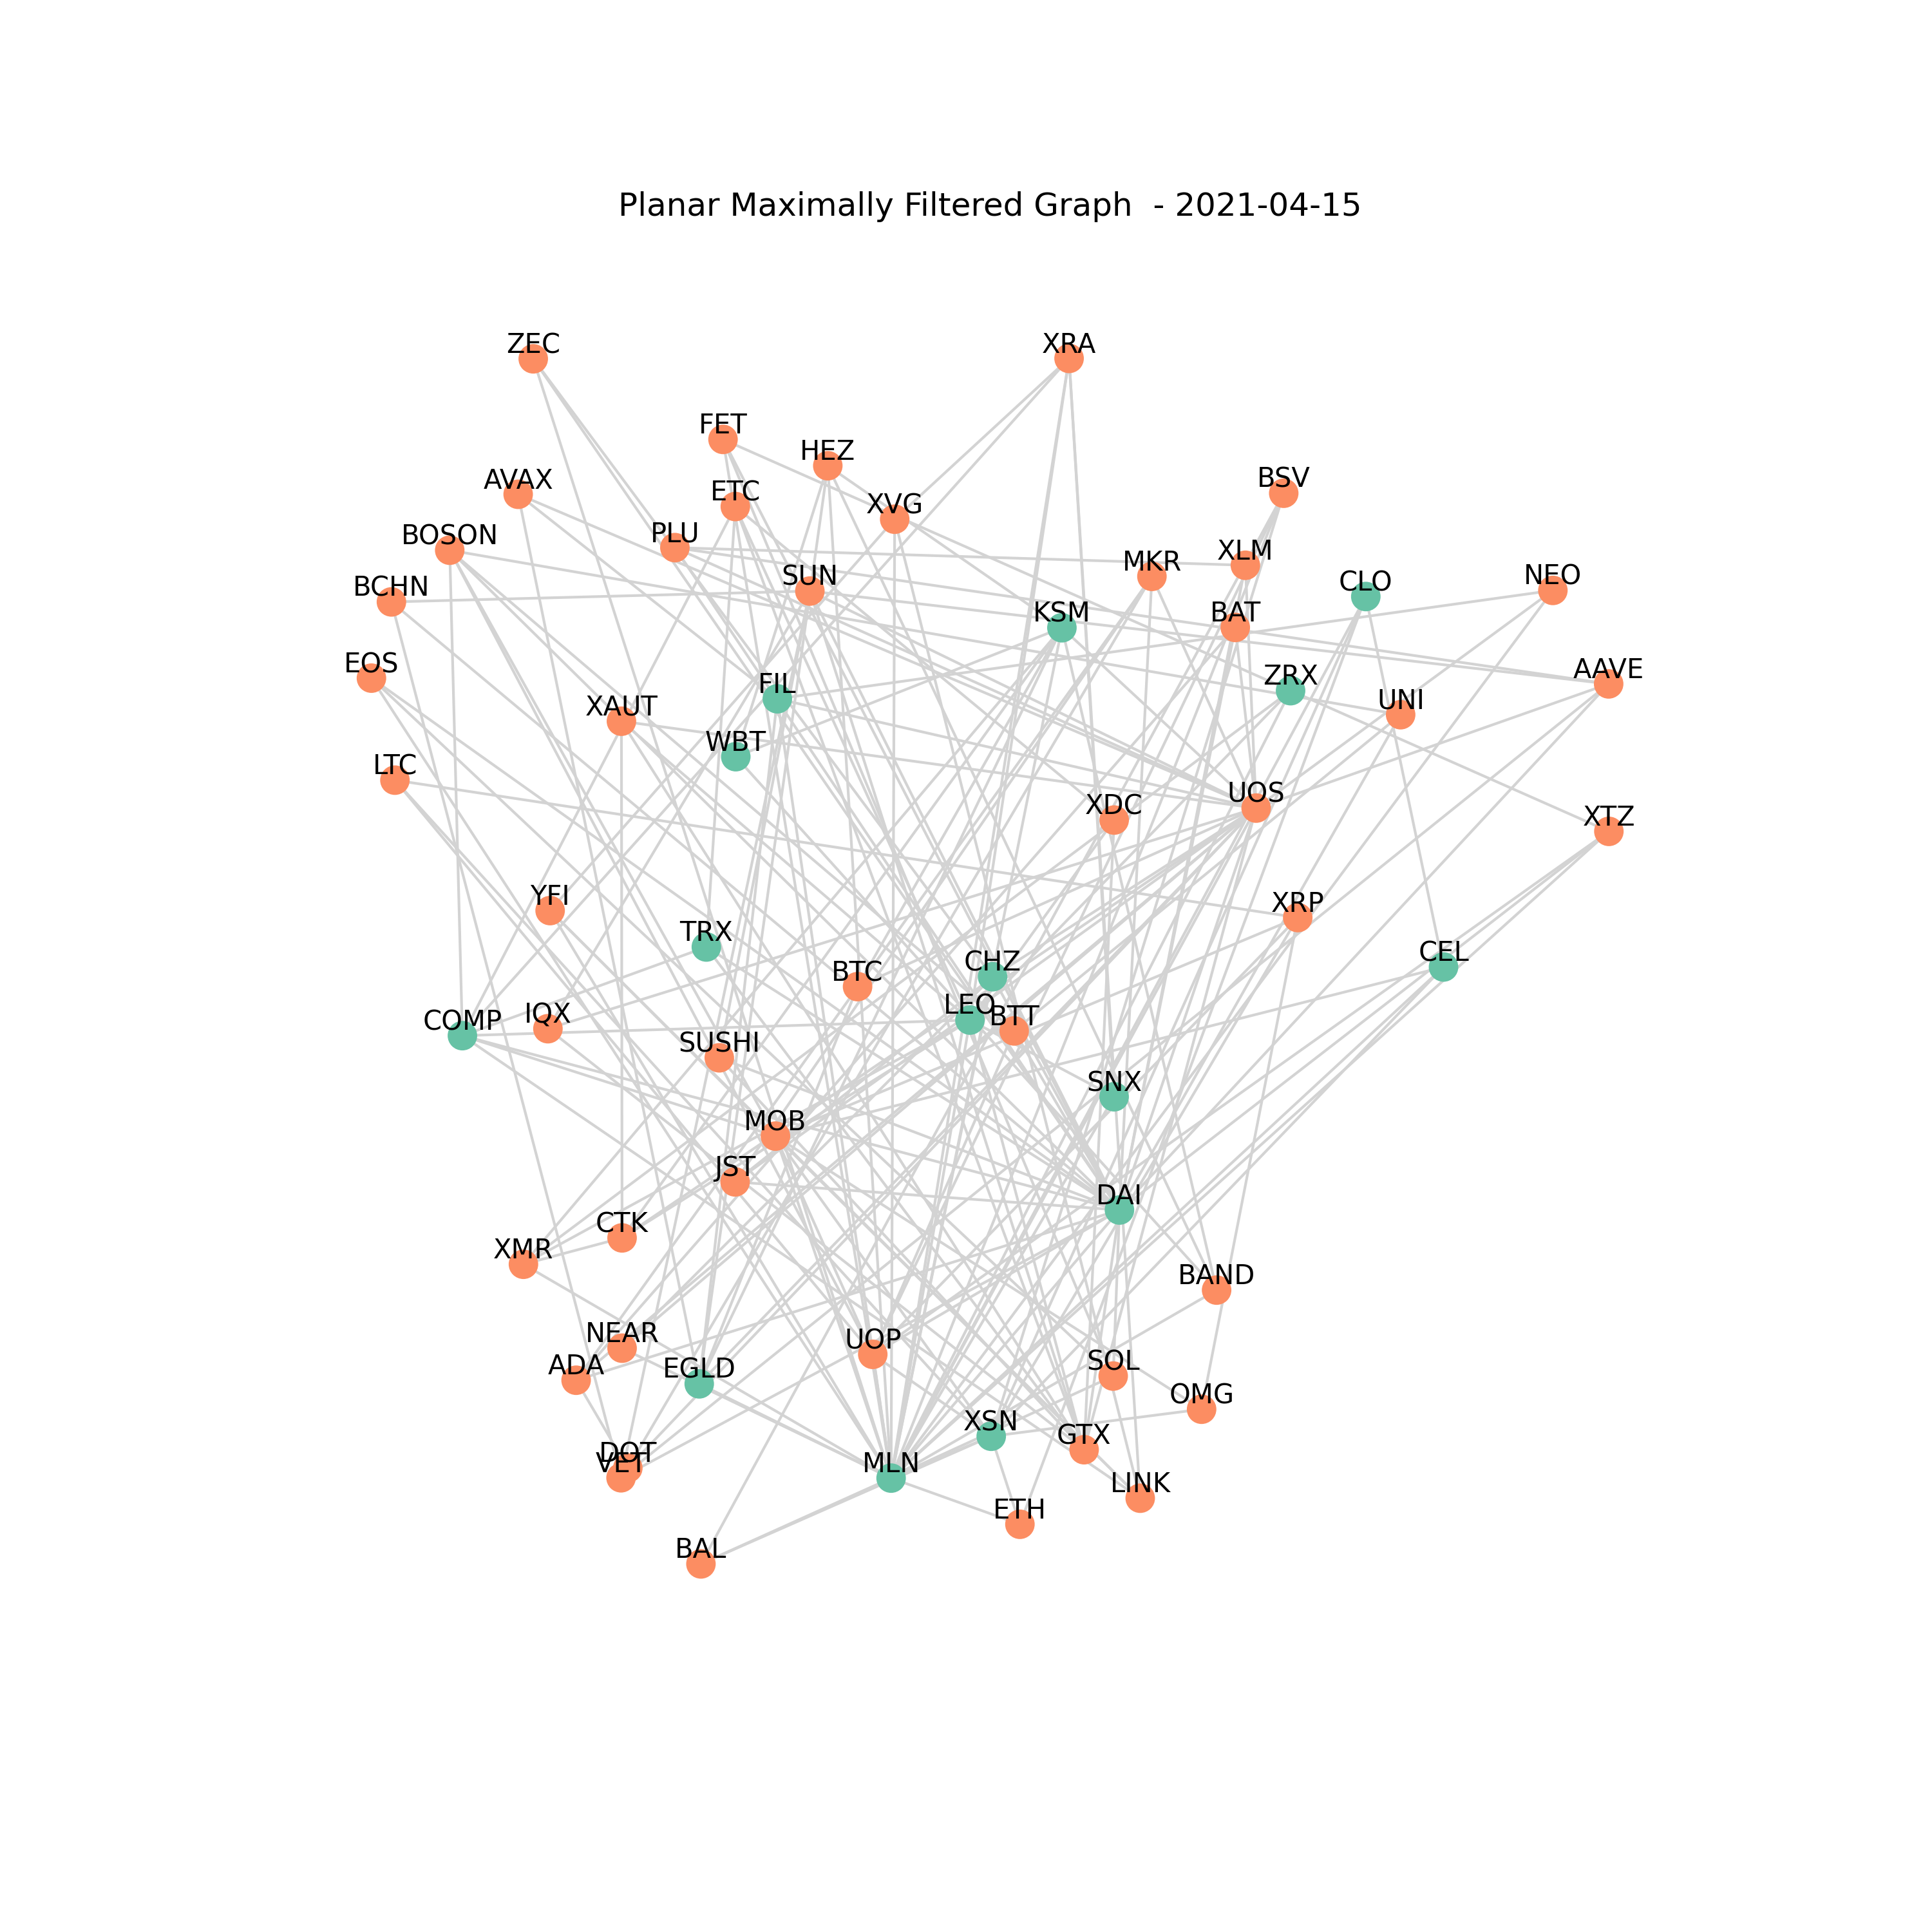 Planar Maximally Filtered Graph  - 2021-04-15
ZEC
XRA
FET
HEZ
AVAX
ETC
BSV
XVG
BOSON
PLU
XLM
MKR
SUN
CLO
NEO
BCHN
KSM
BAT
EOS
AAVE
ZRX
FIL
XAUT
UNI
WBT
LTC
UOS
XDC
XTZ
YFI
XRP
TRX
CEL
CHZ
BTC
LEO
IQX
BTT
COMP
SUSHI
SNX
MOB
JST
DAI
CTK
XMR
BAND
NEAR
UOP
SOL
ADA
EGLD
OMG
XSN
GTX
DOT
VET
MLN
LINK
ETH
BAL